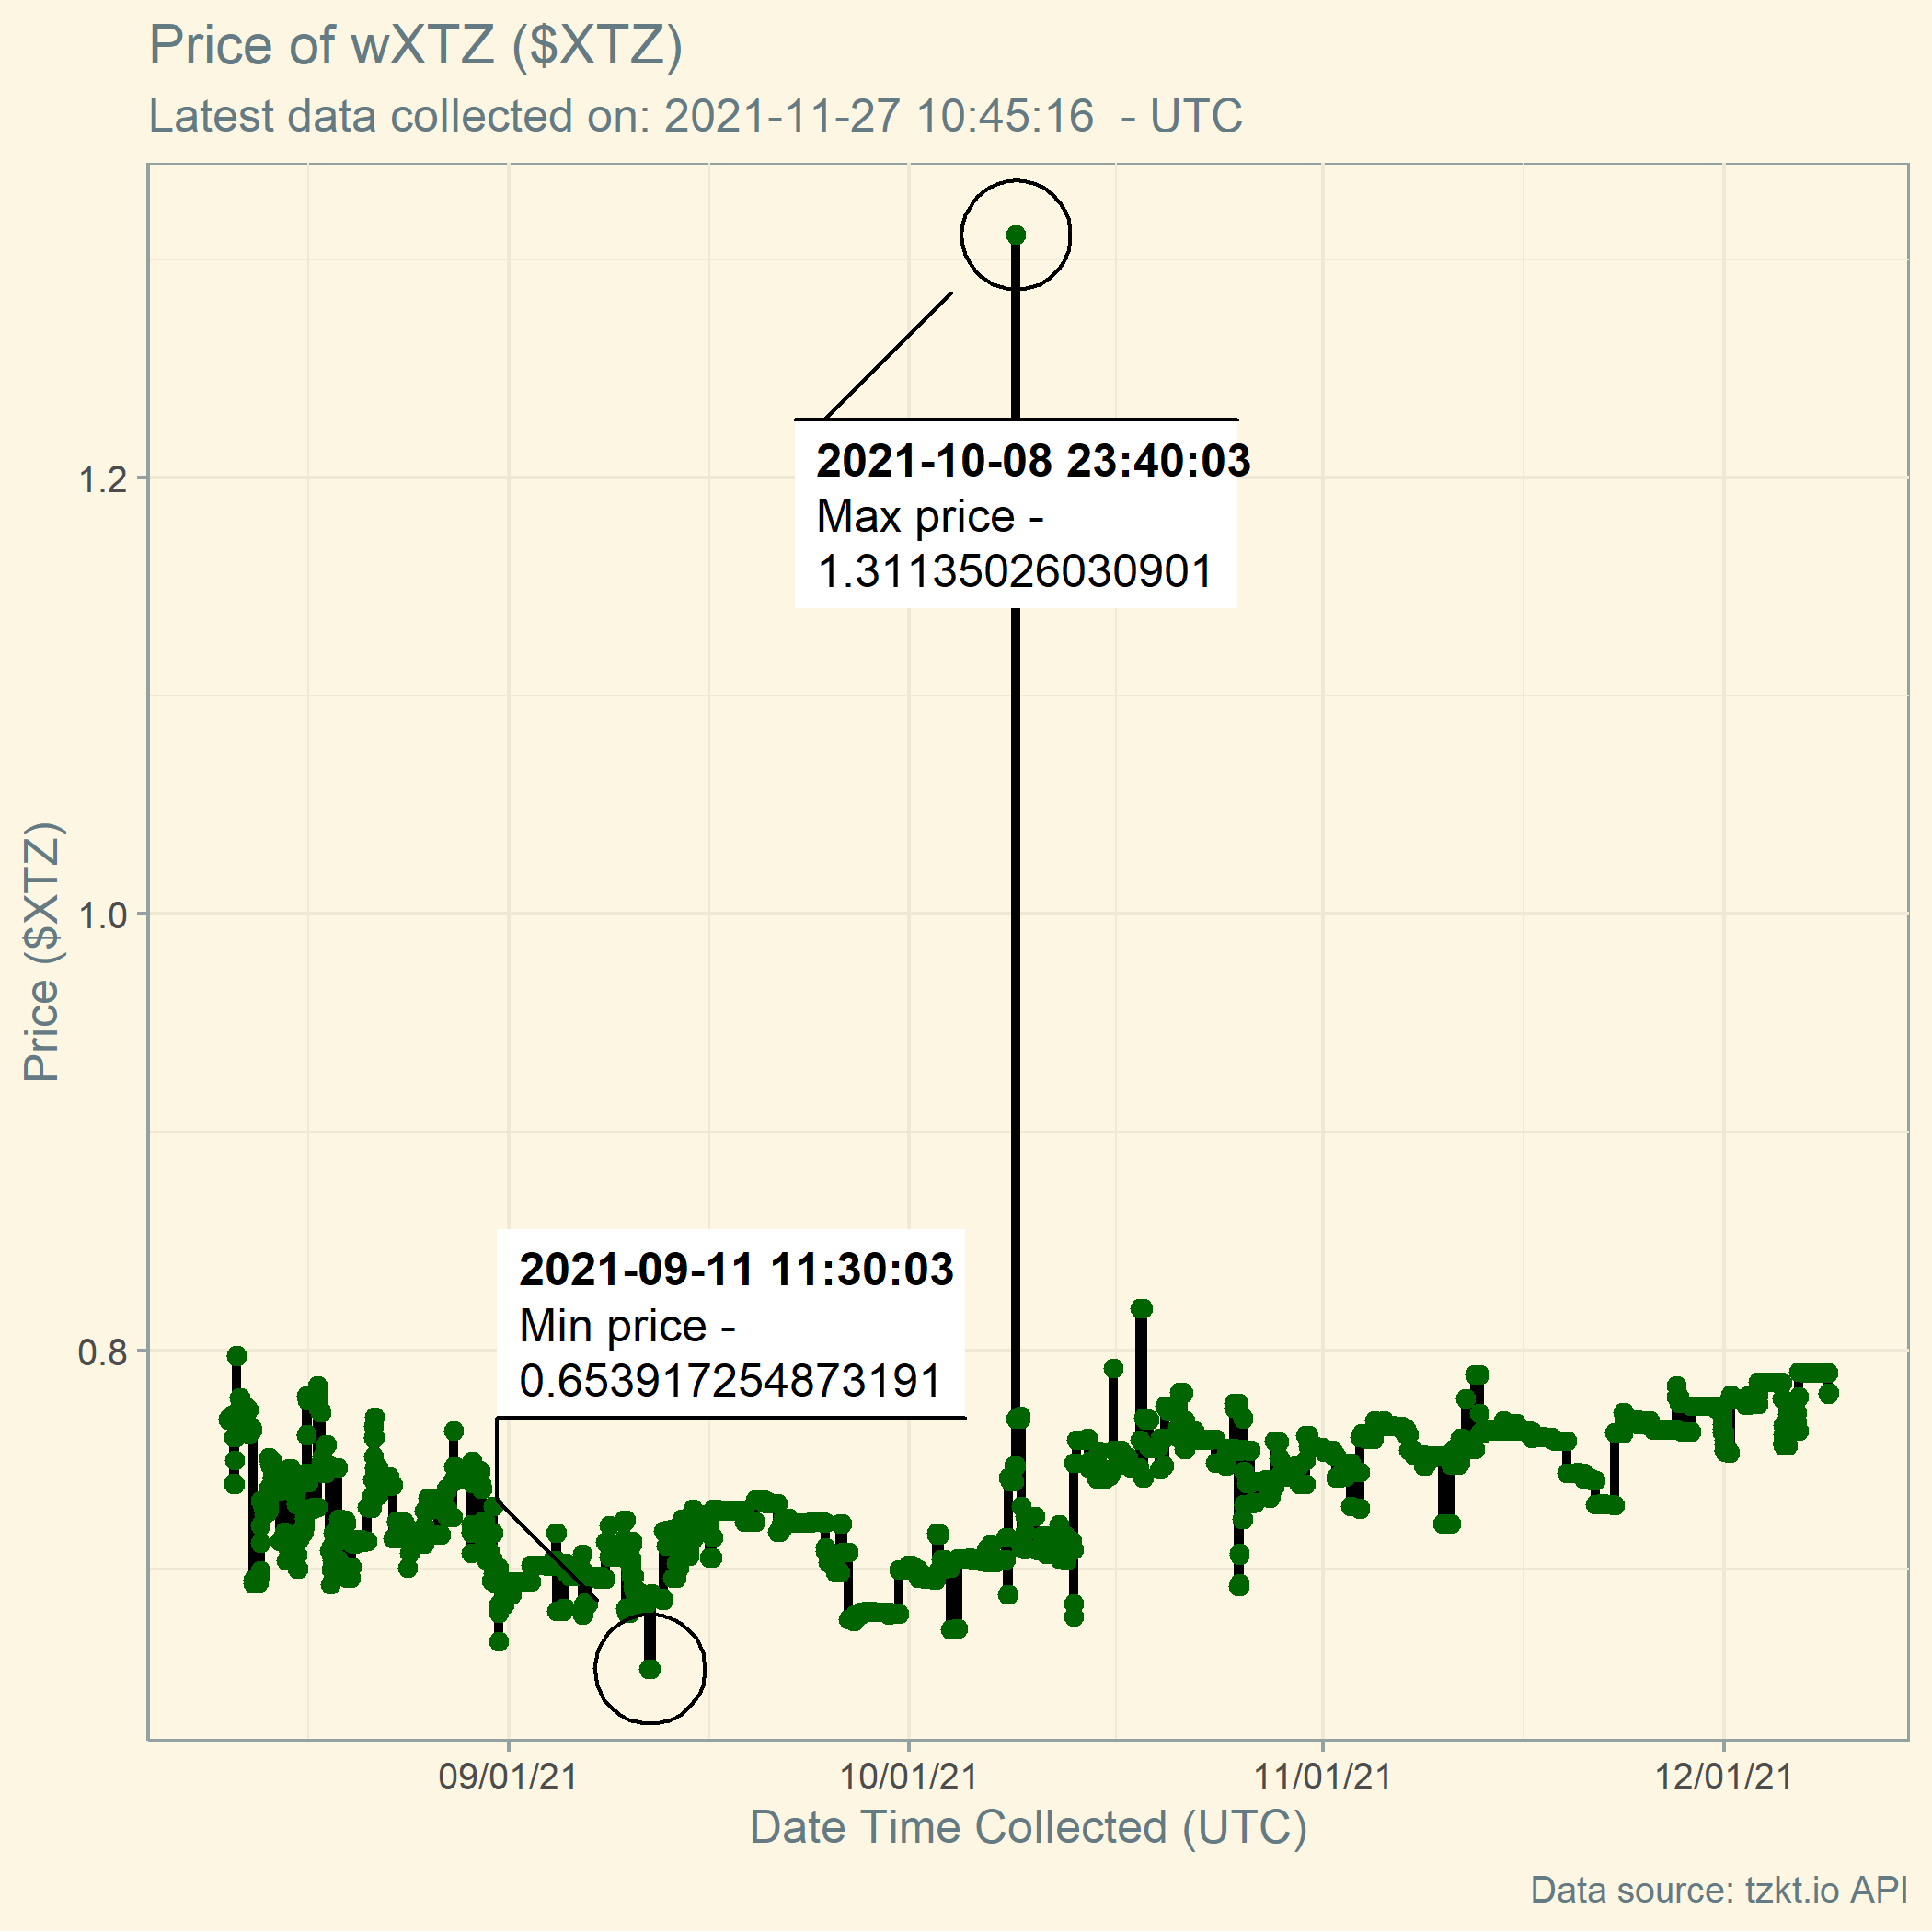 Price of wXTZ ($XTZ)
Latest data collected on: 2021-11-27 10:45:16  - UTC
2021-10-08 23:40:03
Max price -
1.31135026030901
1.2
1.0
Price ($XTZ)
2021-09-11 11:30:03
Min price -
0.653917254873191
0.8
09/01/21
10/01/21
11/01/21
12/01/21
Date Time Collected (UTC)
Data source: tzkt.io API